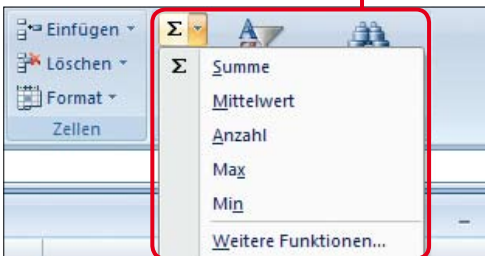 Einfügen
Löschen
Format
Zellen
Σ
Σ Summe
Mittelwert
Anzahl
Max
Min
Weitere Funktionen...